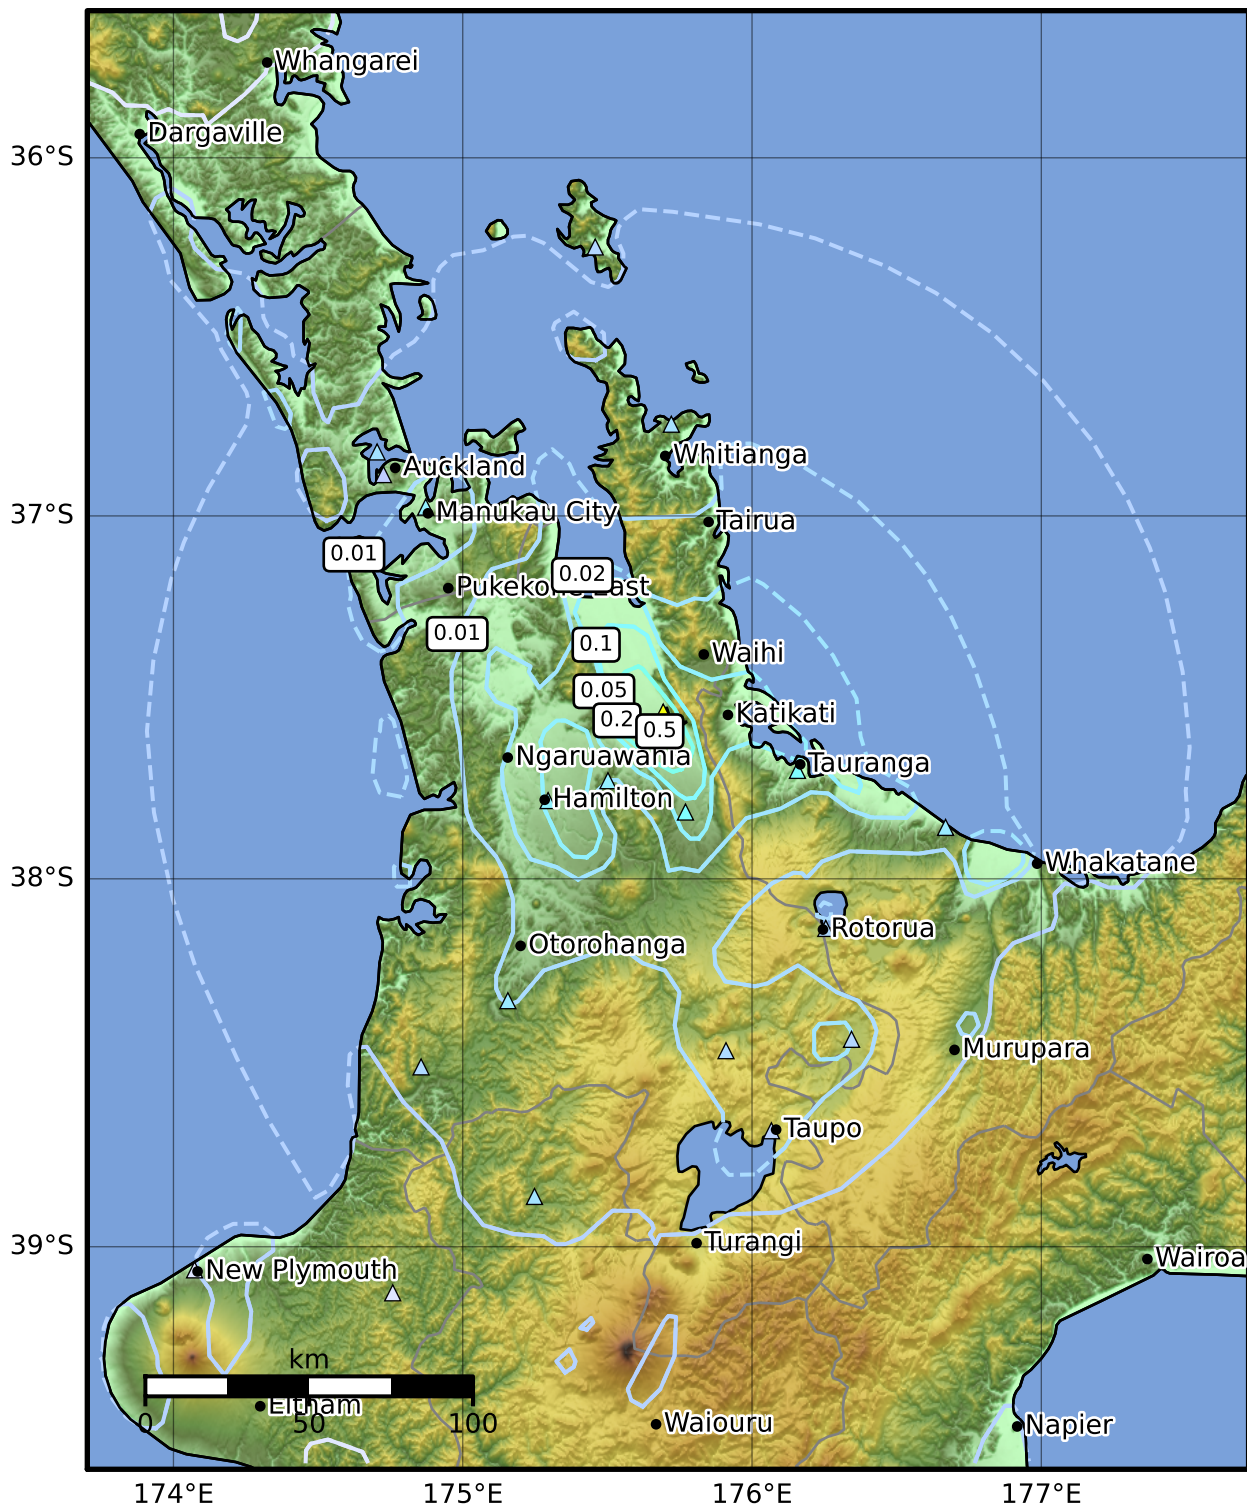 Whangarei
Dargaville
36°S
Whitianga
Auckland
Manukau City
Tairua
37°S
0.01
0.02
Pukekohe East
0.01
0.1
Waihi
0.05
0.2
0.5
Katikati
Ngaruawahia
Tauranga
Hamilton
Whakatane
38°S
Rotorua
Otorohanga
Murupara
Taupo
39°S
Turangi
Wairoa
New Plymouth
km
Eltham
0 50 100
Waiouru
Napier
174°E 175°E 176°E 177°E